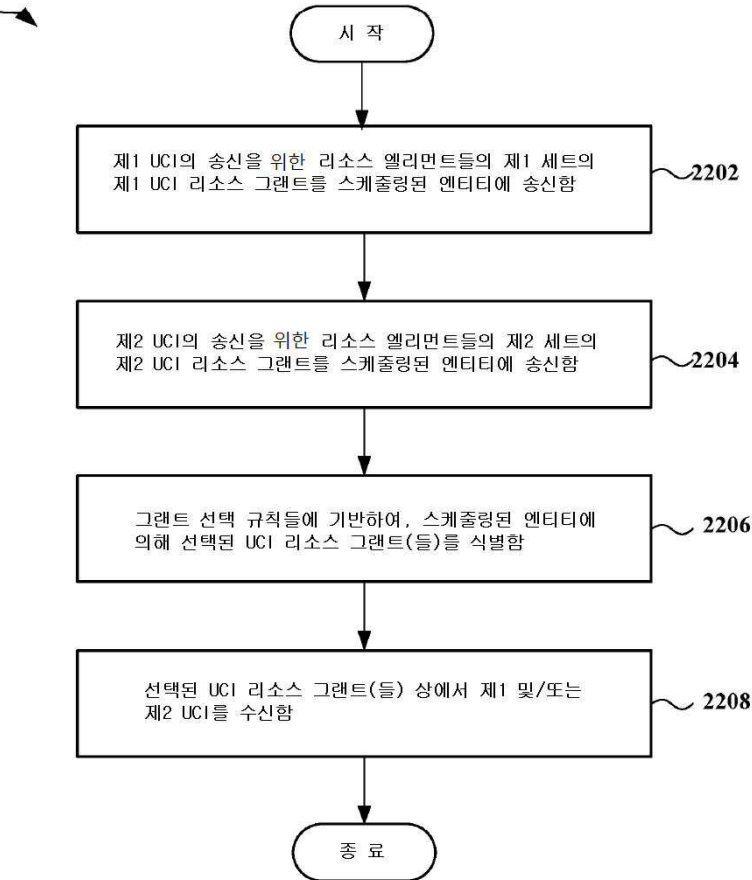 시 작
제1 UCI의 송신을 위한 리소스 엘리먼트들의 제1 세트의
제1 UCI 리소스 그랜트를 스케줄링된 엔티티에 송신함
2202
제2 UCI의 송신을 위한 리소스 엘리먼트들의 제2 세트의
제2 UCI 리소스 그랜트를 스케줄링된 엔티티에 송신함
2204
그랜트 선택 규칙들에 기반하여, 스케줄링된 엔티티에
의해 선택된 UCI 리소스 그랜트(들)를 식별함
2206
선택된 UCI 리소스 그랜트(들) 상에서 제1 및/또는
제2 UCI를 수신함
2208
종 료